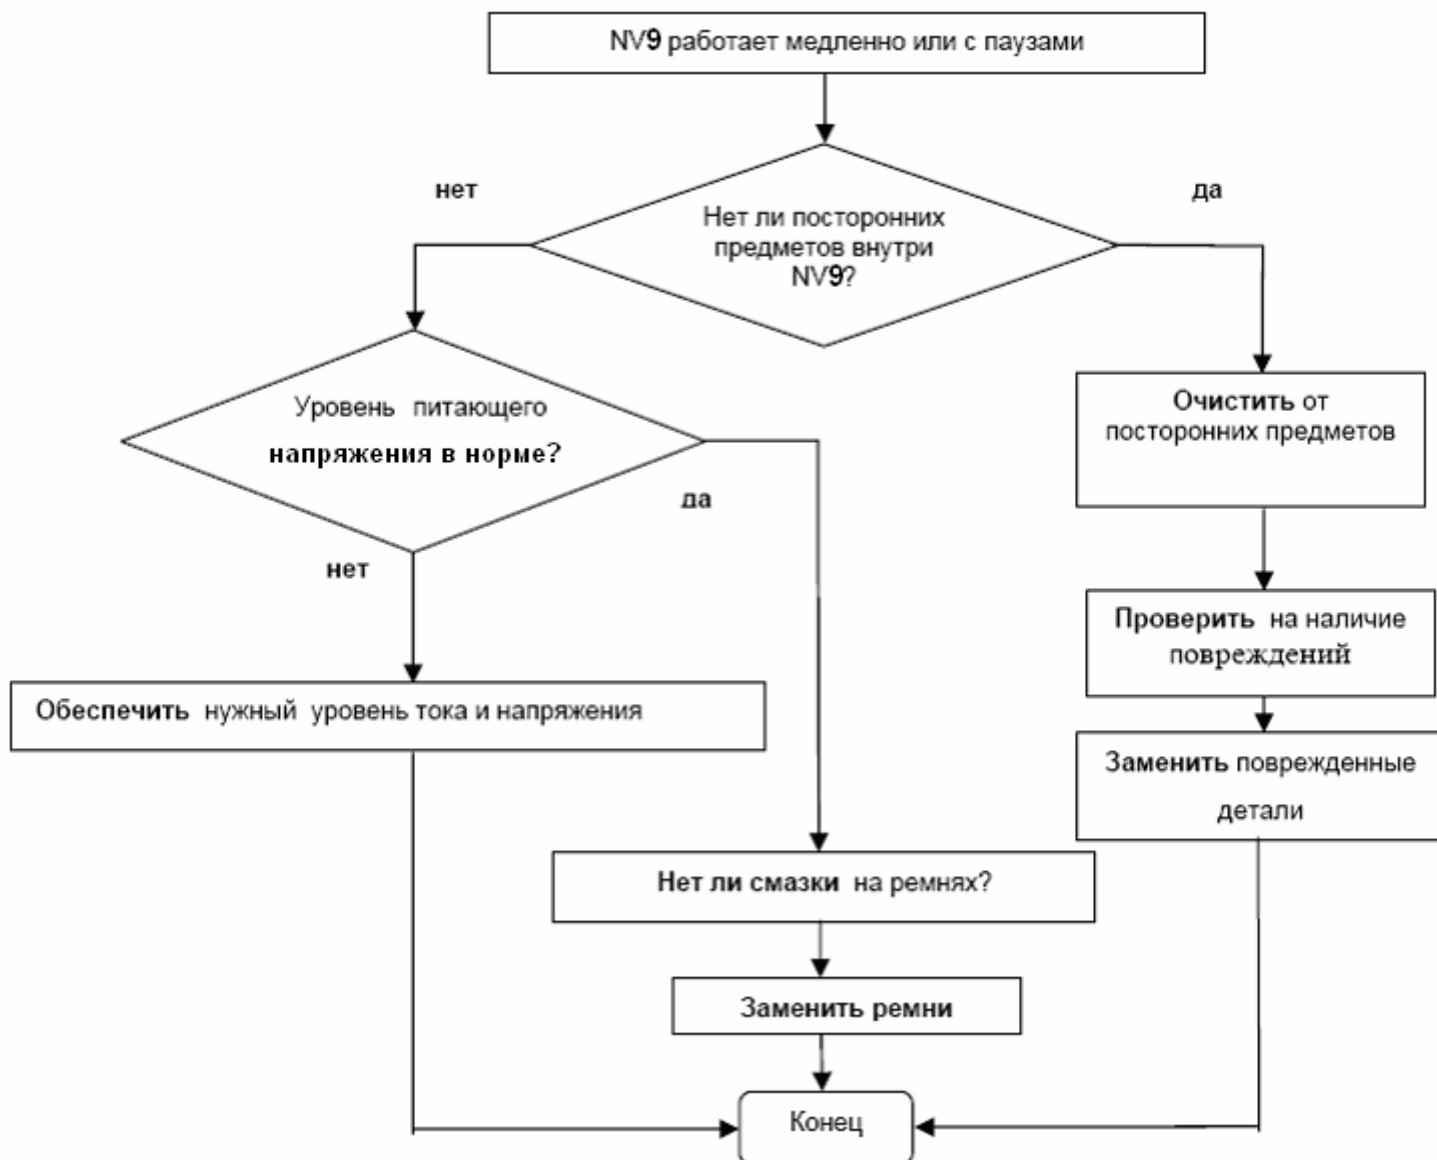 NV9 работает медленно или с паузами
нет
да
Нет ли посторонних
предметов внутри
NV9?
Уровень питающего
напряжения в норме?
да
нет
Очистить от
посторонних предметов
Проверить на наличие
повреждений
Обеспечить нужный уровень тока и напряжения
Заменить поврежденные
детали
Нет ли смазки на ремнях?
Заменить ремни
Конец